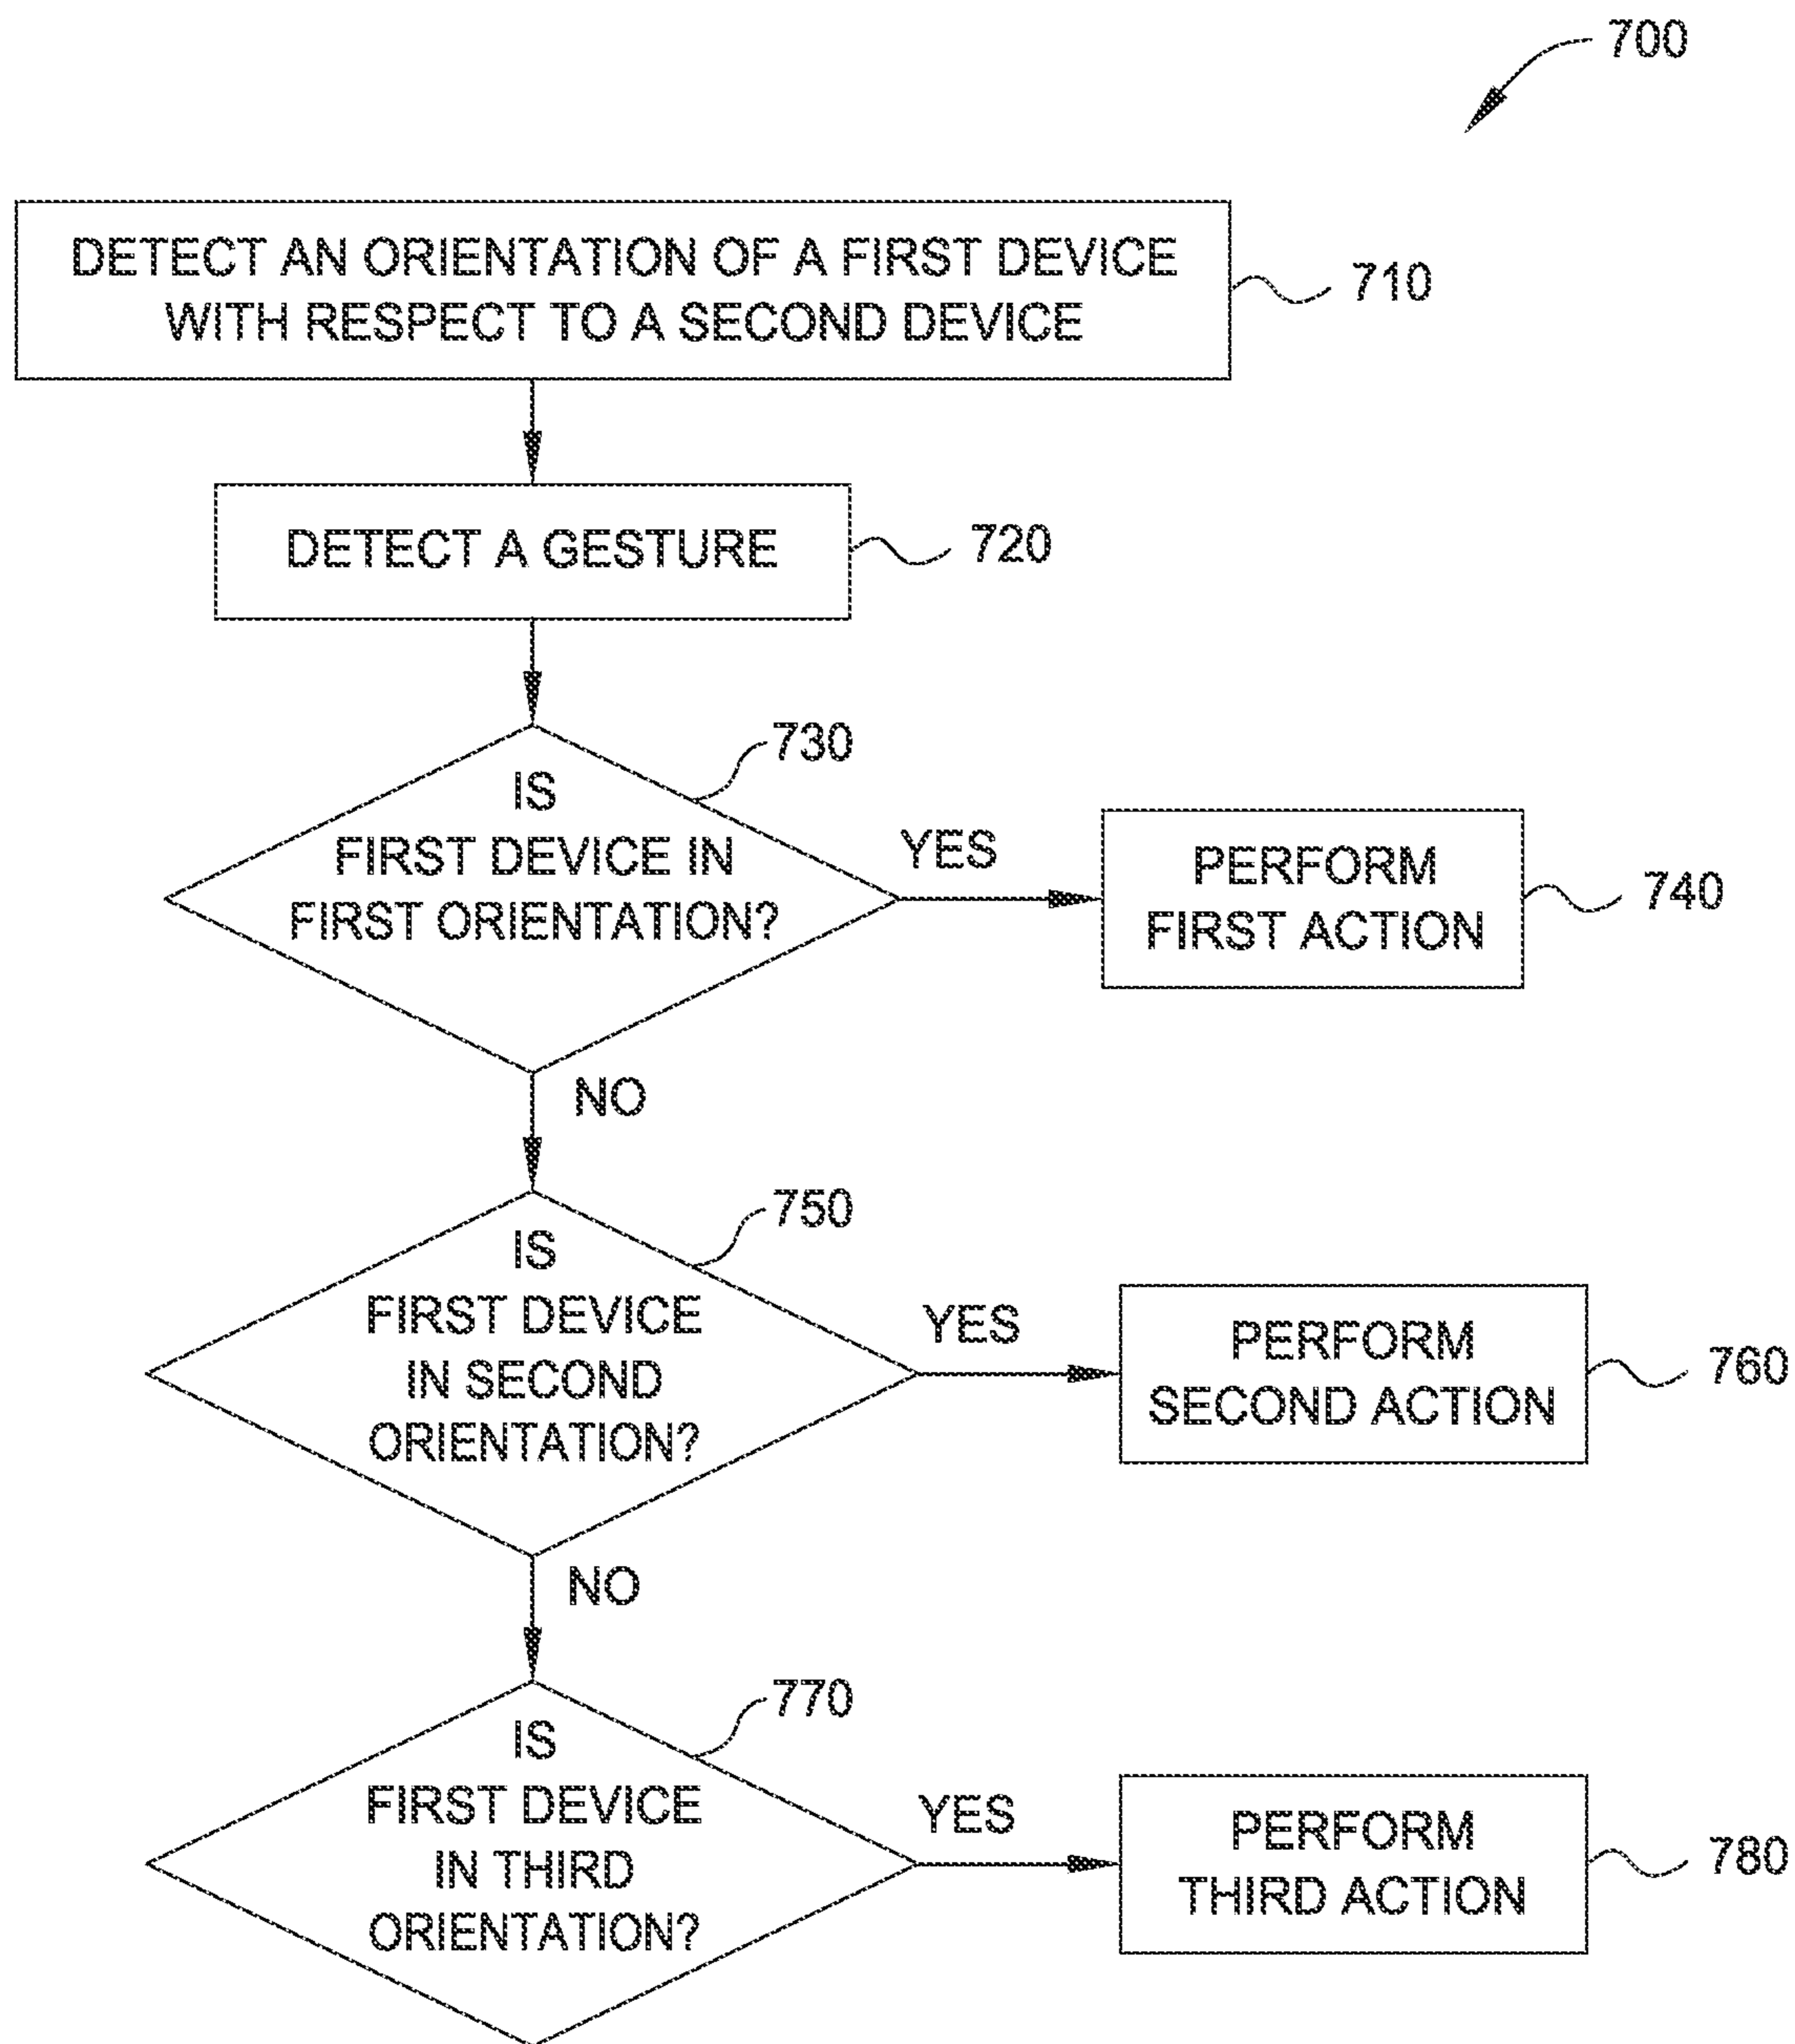 700
DETECT AN ORIENTATION OF A FIRST DEVICE
WITH RESPECT TO A SECOND DEVICE
710
DETECT A GESTURE
720
730
IS
FIRST DEVICE IN
FIRST ORIENTATION?
YES
PERFORM
FIRST ACTION
740
NO
750
IS
FIRST DEVICE
IN SECOND
ORIENTATION?
YES
PERFORM
SECOND ACTION
760
NO
770
IS
FIRST DEVICE
IN THIRD
ORIENTATION?
YES
PERFORM
THIRD ACTION
780